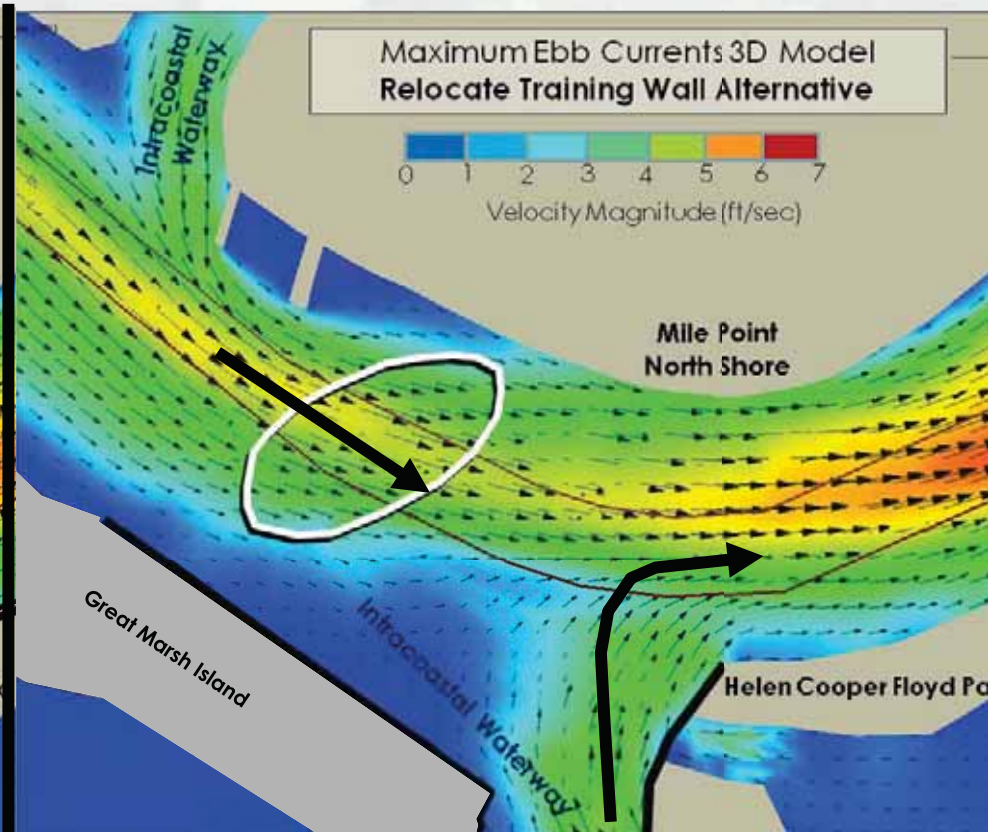 Maximum Ebb Currents 3D Model
Relocate Training Wall Alternative
0 1 2 3 4 5 6 7
Velocity Magnitude (ft/sec)
Intracoastal
Waterway
Mile Point
North Shore
Great Marsh Island
Intracoastal Waterway
Helen Cooper Floyd Pa